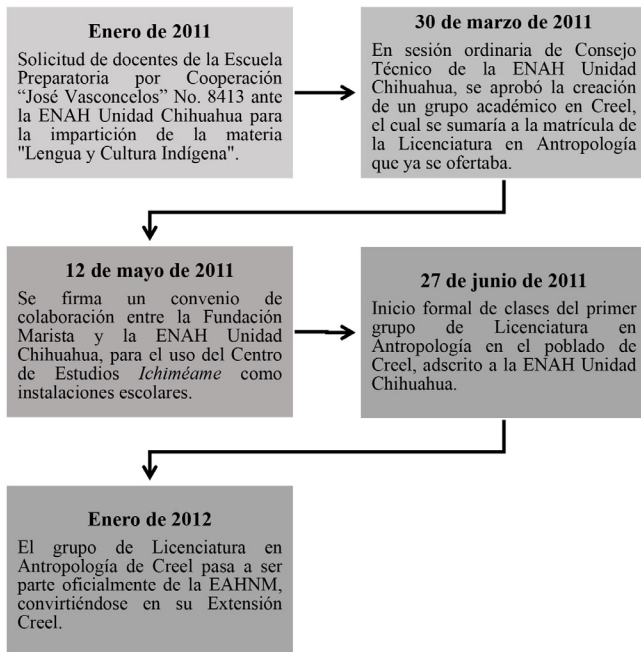 Enero de 2011
Solicitud de docentes de la Escuela
Preparatoria por Cooperación
“José Vasconcelos” No. 8413 ante
la ENAH Unidad Chihuahua para
la impartición de la materia
"Lengua y Cultura Indígena".
30 de marzo de 2011
En sesión ordinaria de Consejo
Técnico de la ENAH Unidad
Chihuahua, se aprobó la creación
de un grupo académico en Creel,
el cual se sumaría a la matrícula de
la Licenciatura en Antropología
que ya se ofertaba.
12 de mayo de 2011
Se firma un convenio de
colaboración entre la Fundación
Marista y la ENAH Unidad
Chihuahua, para el uso del Centro
de Estudios Ichiméame como
instalaciones escolares.
27 de junio de 2011
Inicio formal de clases del primer
grupo de Licenciatura en
Antropología en el poblado de
Creel, adscrito a la ENAH Unidad
Chihuahua.
Enero de 2012
El grupo de Licenciatura en
Antropología de Creel pasa a ser
parte oficialmente de la EAHNM,
convirtiéndose en su Extensión
Creel.